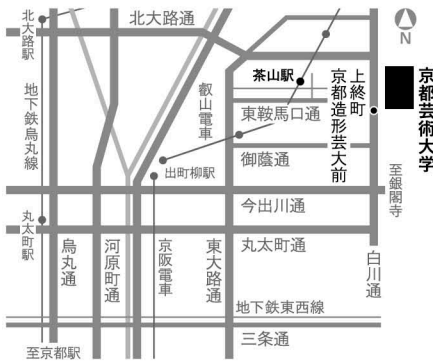 北大路通
北大路駅
N
叡山電車
茶山駅
上終町
京都造形芸大前
京都芸術大学
地下鉄烏丸線
東鞍馬口通
御蔭通
出町柳駅
至銀閣寺
今出川通
丸太町駅
丸太町通
烏丸通
河原町通
京阪電車
東大路通
白川通
地下鉄東西線
三条通
至京都駅